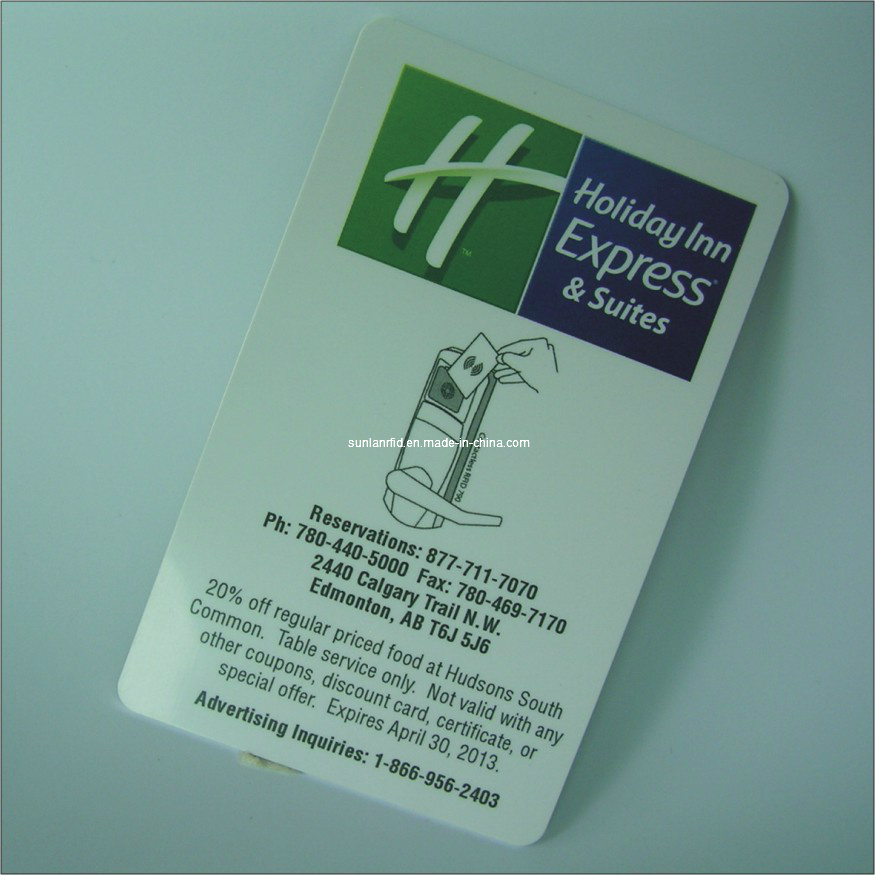 H
TM
Holiday Inn
Express®
& Suites
sunlanrfid.en.made-in-china.com
RFID 790
Reservations: 877-711-7070
Ph: 780-440-5000 Fax: 780-469-7170
2440 Calgary Trail N.W.
Edmonton, AB T6J 5J6
20% off regular priced food at Hudsons South
Common. Table service only. Not valid with any
other coupons, discount card, certificate, or
special offer. Expires April 30, 2013.
Advertising Inquiries: 1-866-956-2403